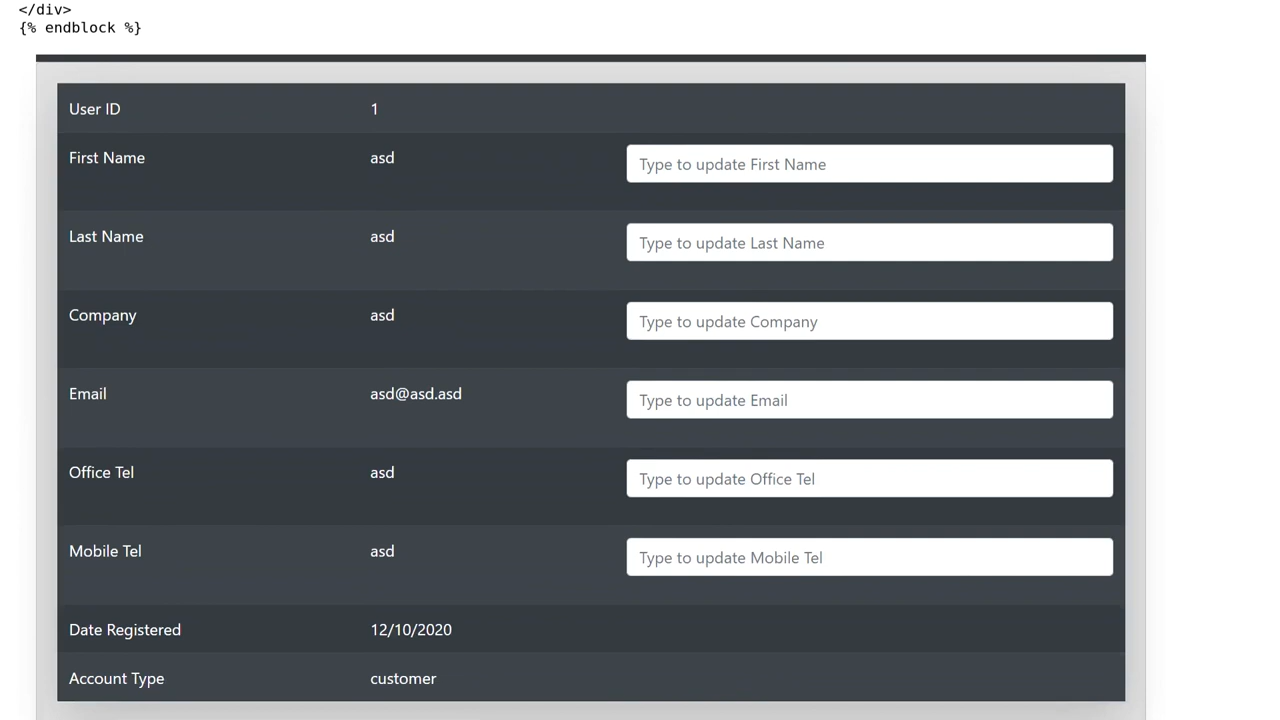 </div>
{% endblock %}
User ID 1
First Name asd Type to update First Name
Last Name asd Type to update Last Name
Company asd Type to update Company
Email asd@asd.asd Type to update Email
Office Tel asd Type to update Office Tel
Mobile Tel asd Type to update Mobile Tel
Date Registered 12/10/2020
Account Type customer